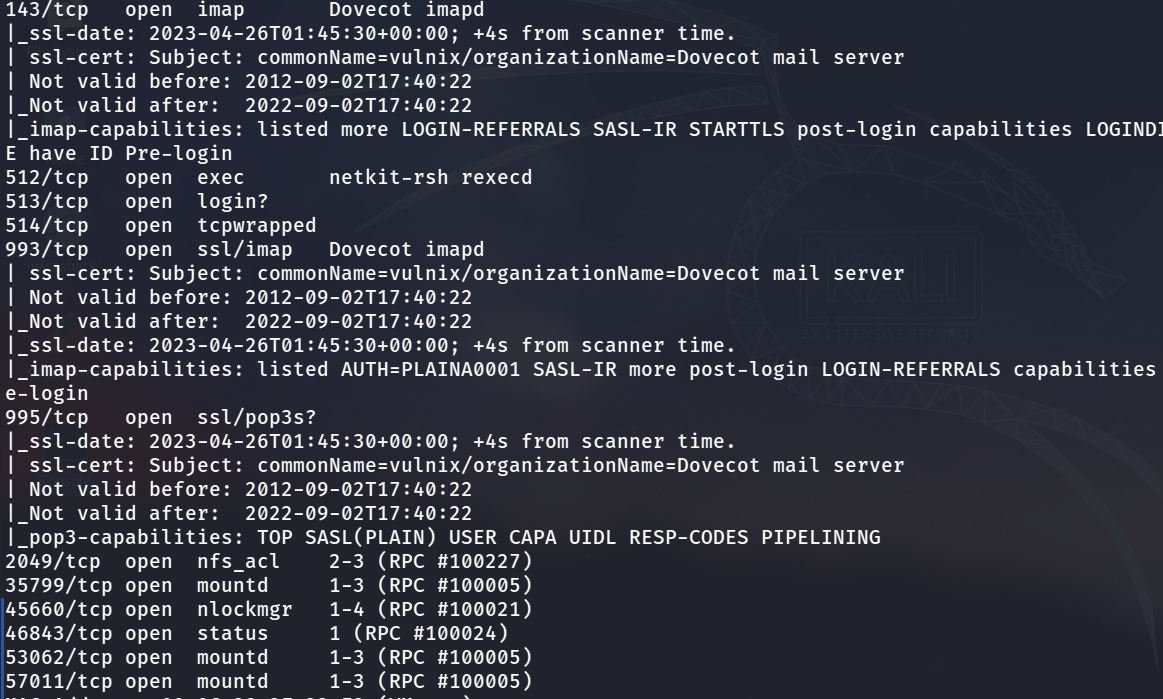 143/tcp   open  imap       Dovecot imapd
|_ssl-date: 2023-04-26T01:45:30+00:00; +4s from scanner time.
| ssl-cert: Subject: commonName=vulnix/organizationName=Dovecot mail server
| Not valid before: 2012-09-02T17:40:22
|_Not valid after:  2022-09-02T17:40:22
|_imap-capabilities: listed more LOGIN-REFERRALS SASL-IR STARTTLS post-login capabilities LOGINDI
E have ID Pre-login
512/tcp   open  exec       netkit-rsh rexecd
513/tcp   open  login?
514/tcp   open  tcpwrapped
993/tcp   open  ssl/imap   Dovecot imapd
| ssl-cert: Subject: commonName=vulnix/organizationName=Dovecot mail server
| Not valid before: 2012-09-02T17:40:22
|_Not valid after:  2022-09-02T17:40:22
|_ssl-date: 2023-04-26T01:45:30+00:00; +4s from scanner time.
|_imap-capabilities: listed AUTH=PLAINA0001 SASL-IR more post-login LOGIN-REFERRALS capabilities
e-login
995/tcp   open  ssl/pop3s?
|_ssl-date: 2023-04-26T01:45:30+00:00; +4s from scanner time.
| ssl-cert: Subject: commonName=vulnix/organizationName=Dovecot mail server
| Not valid before: 2012-09-02T17:40:22
|_Not valid after:  2022-09-02T17:40:22
|_pop3-capabilities: TOP SASL(PLAIN) USER CAPA UIDL RESP-CODES PIPELINING
2049/tcp  open  nfs_acl    2-3 (RPC #100227)
35799/tcp open  mountd     1-3 (RPC #100005)
45660/tcp open  nlockmgr   1-4 (RPC #100021)
46843/tcp open  status     1 (RPC #100024)
53062/tcp open  mountd     1-3 (RPC #100005)
57011/tcp open  mountd     1-3 (RPC #100005)
KALI
BY OFFENSIVE SECURITY